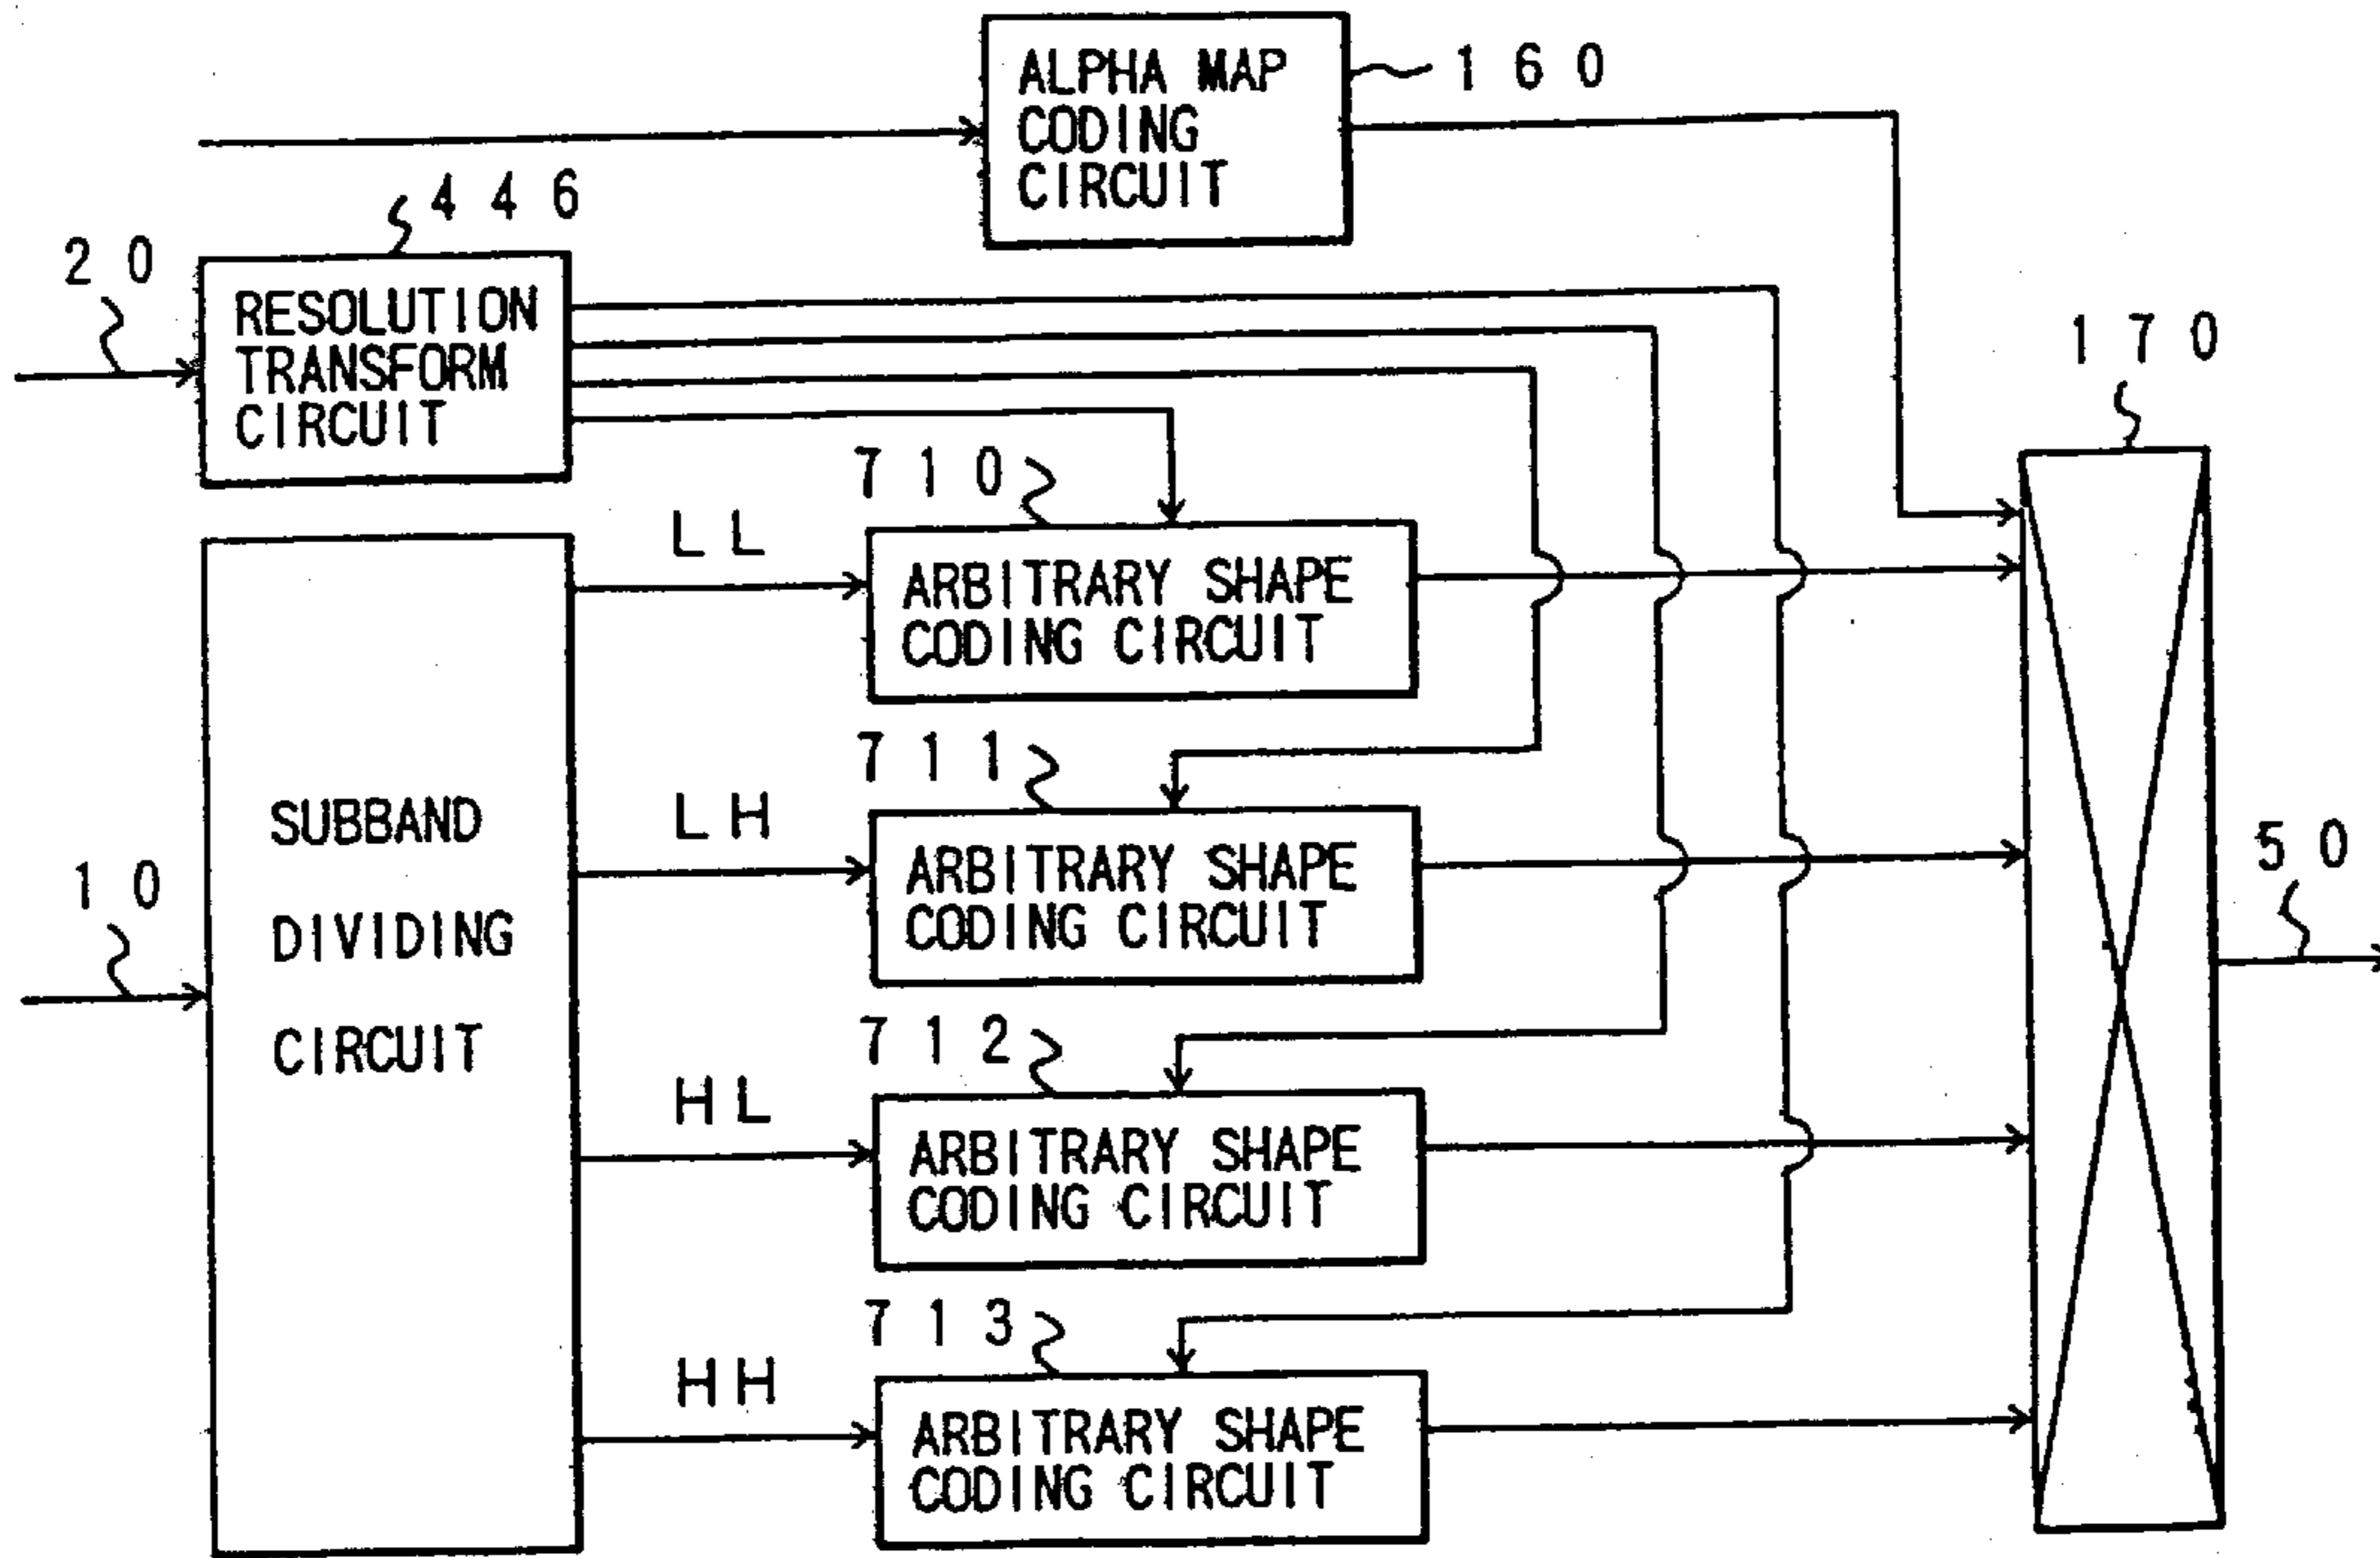 ALPHA MAP
CODING
CIRCUIT
160
446
20
RESOLUTION
TRANSFORM
CIRCUIT
170
710
LL
ARBITRARY SHAPE
CODING CIRCUIT
711
LH
ARBITRARY SHAPE
CODING CIRCUIT
SUBBAND
DIVIDING
CIRCUIT
10
50
712
HL
ARBITRARY SHAPE
CODING CIRCUIT
713
HH
ARBITRARY SHAPE
CODING CIRCUIT